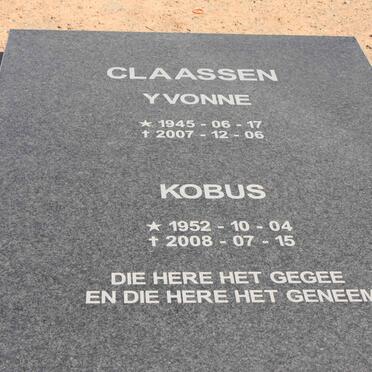 CLAASSEN
YVONNE
★ 1945 - 06 - 17
✝ 2007 - 12 - 06
KOBUS
★ 1952 - 10 - 04
✝ 2008 - 07 - 15
DIE HERE HET GEGEE
EN DIE HERE HET GENEEM